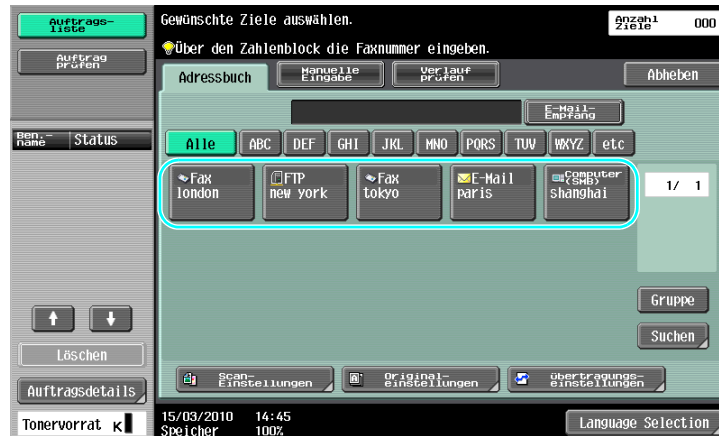 Auftrags-
liste
Auftrag
prüfen
Ben.-
name
Status
Löschen
Auftragsdetails
Tonervorrat K
Gewünschte Ziele auswählen.
Anzahl
Ziele
000
Über den Zahlenblock die Faxnummer eingeben.
Adressbuch
Manuelle
Eingabe
Verlauf
prüfen
Abheben
E-Mail-
Empfang
Alle ABC DEF GHI JKL MNO PQRS TUV WXYZ etc
Fax
london
FTP
new york
Fax
tokyo
E-Mail
paris
Computer
(SMB)
shanghai
1/ 1
Gruppe
Suchen
Scan-
Einstellungen
Original-
einstellungen
Übertragungs-
einstellungen
15/03/2010 14:45
Speicher 100%
Language Selection